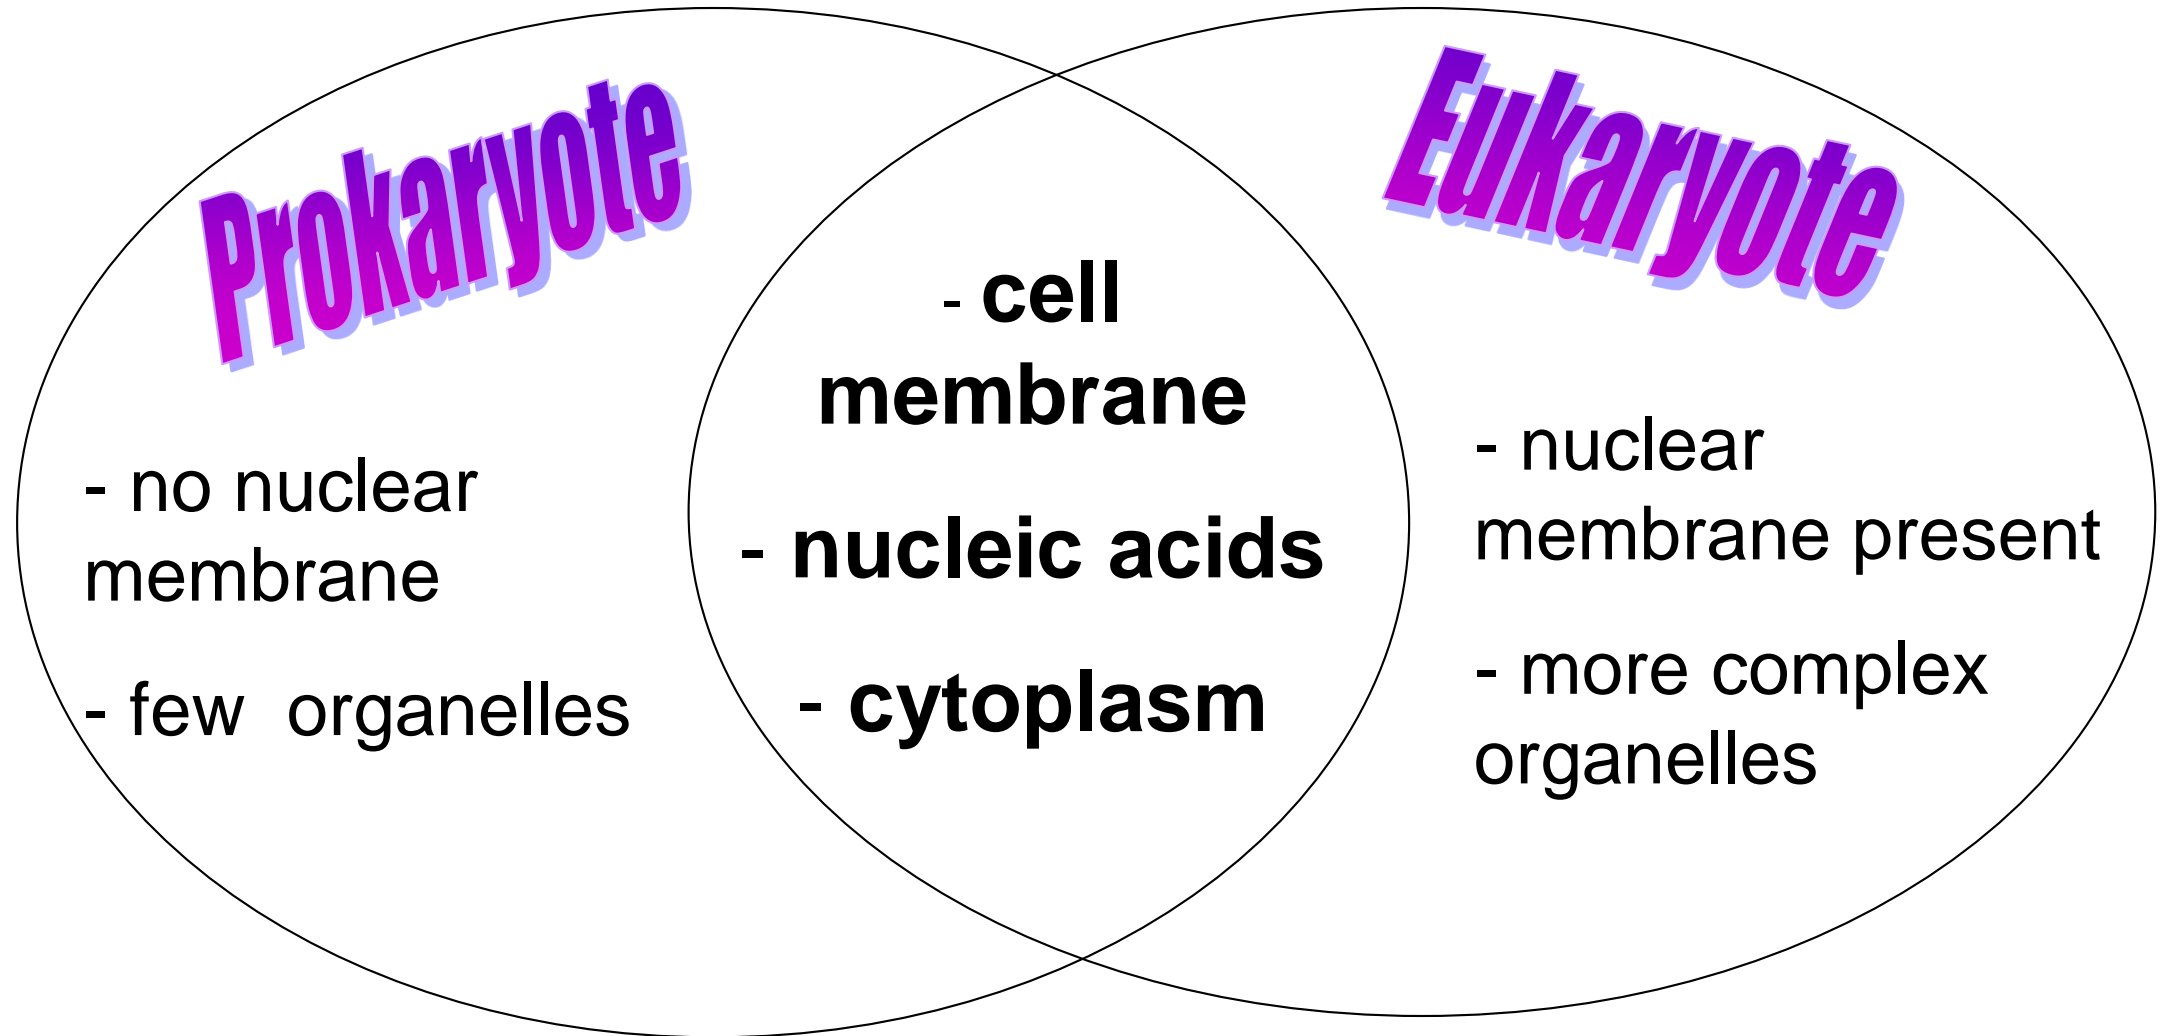 Prokaryote
- no nuclear
membrane
- few organelles
- cell
membrane
- nucleic acids
- cytoplasm
Eukaryote
- nuclear
membrane present
- more complex
organelles